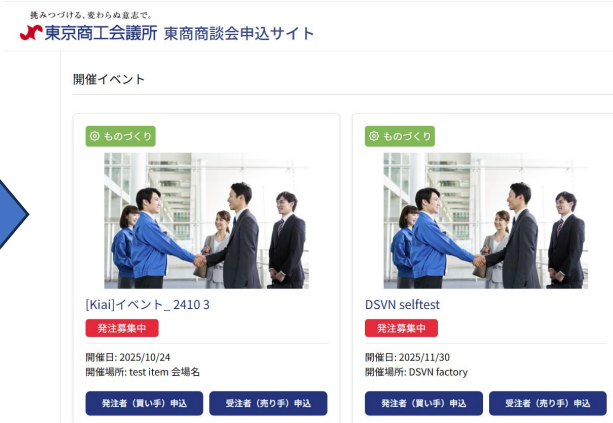 挑みつづける、変わらぬ意志で。
東京商工会議所 東商商談会申込サイト
開催イベント
ものづくり
[Kiai]イベント_ 2410 3
発注募集中
開催日: 2025/10/24
開催場所: test item 会場名
発注者（買い手）申込 受注者（売り手）申込
ものづくり
DSVN selftest
発注募集中
開催日: 2025/11/30
開催場所: DSVN factory
発注者（買い手）申込 受注者（売り手）申込